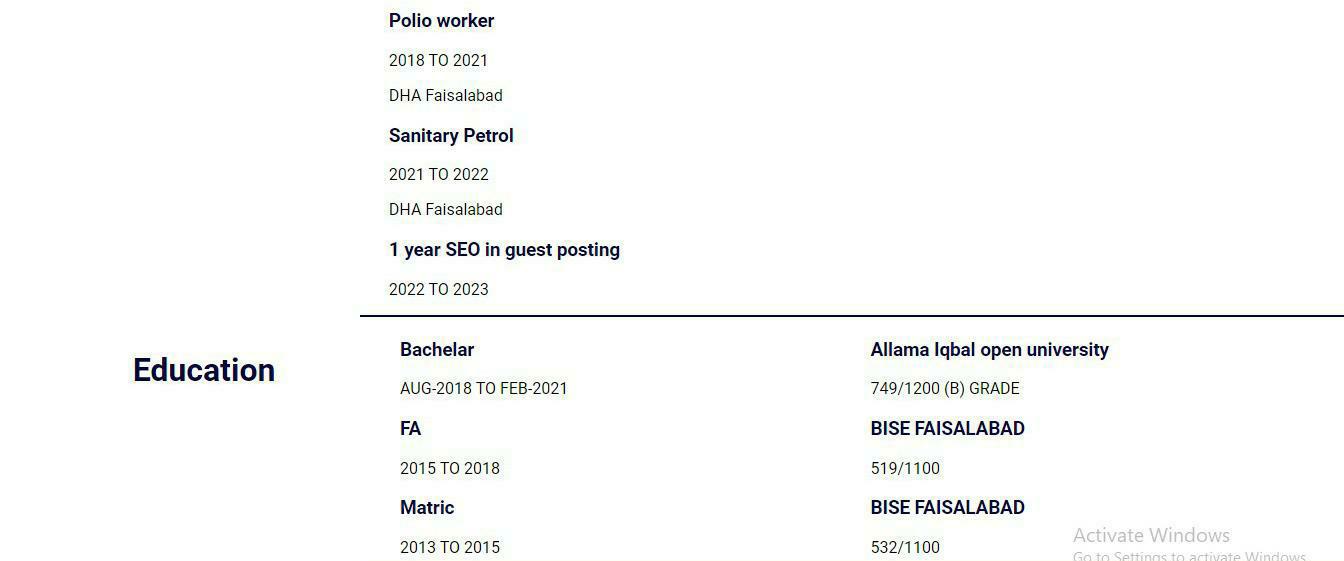 Polio worker
2018 TO 2021
DHA Faisalabad
Sanitary Petrol
2021 TO 2022
DHA Faisalabad
1 year SEO in guest posting
2022 TO 2023
Education
Bachelar
Allama Iqbal open university
AUG-2018 TO FEB-2021
749/1200 (B) GRADE
FA
BISE FAISALABAD
2015 TO 2018
519/1100
Matric
BISE FAISALABAD
2013 TO 2015
532/1100
Activate Windows
Go to Settings to activate Windows.